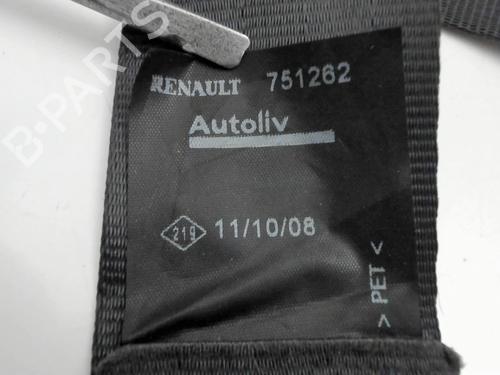 RENAULT 751262
Autoliv
219 11/10/08
> PET <
B-PARTS